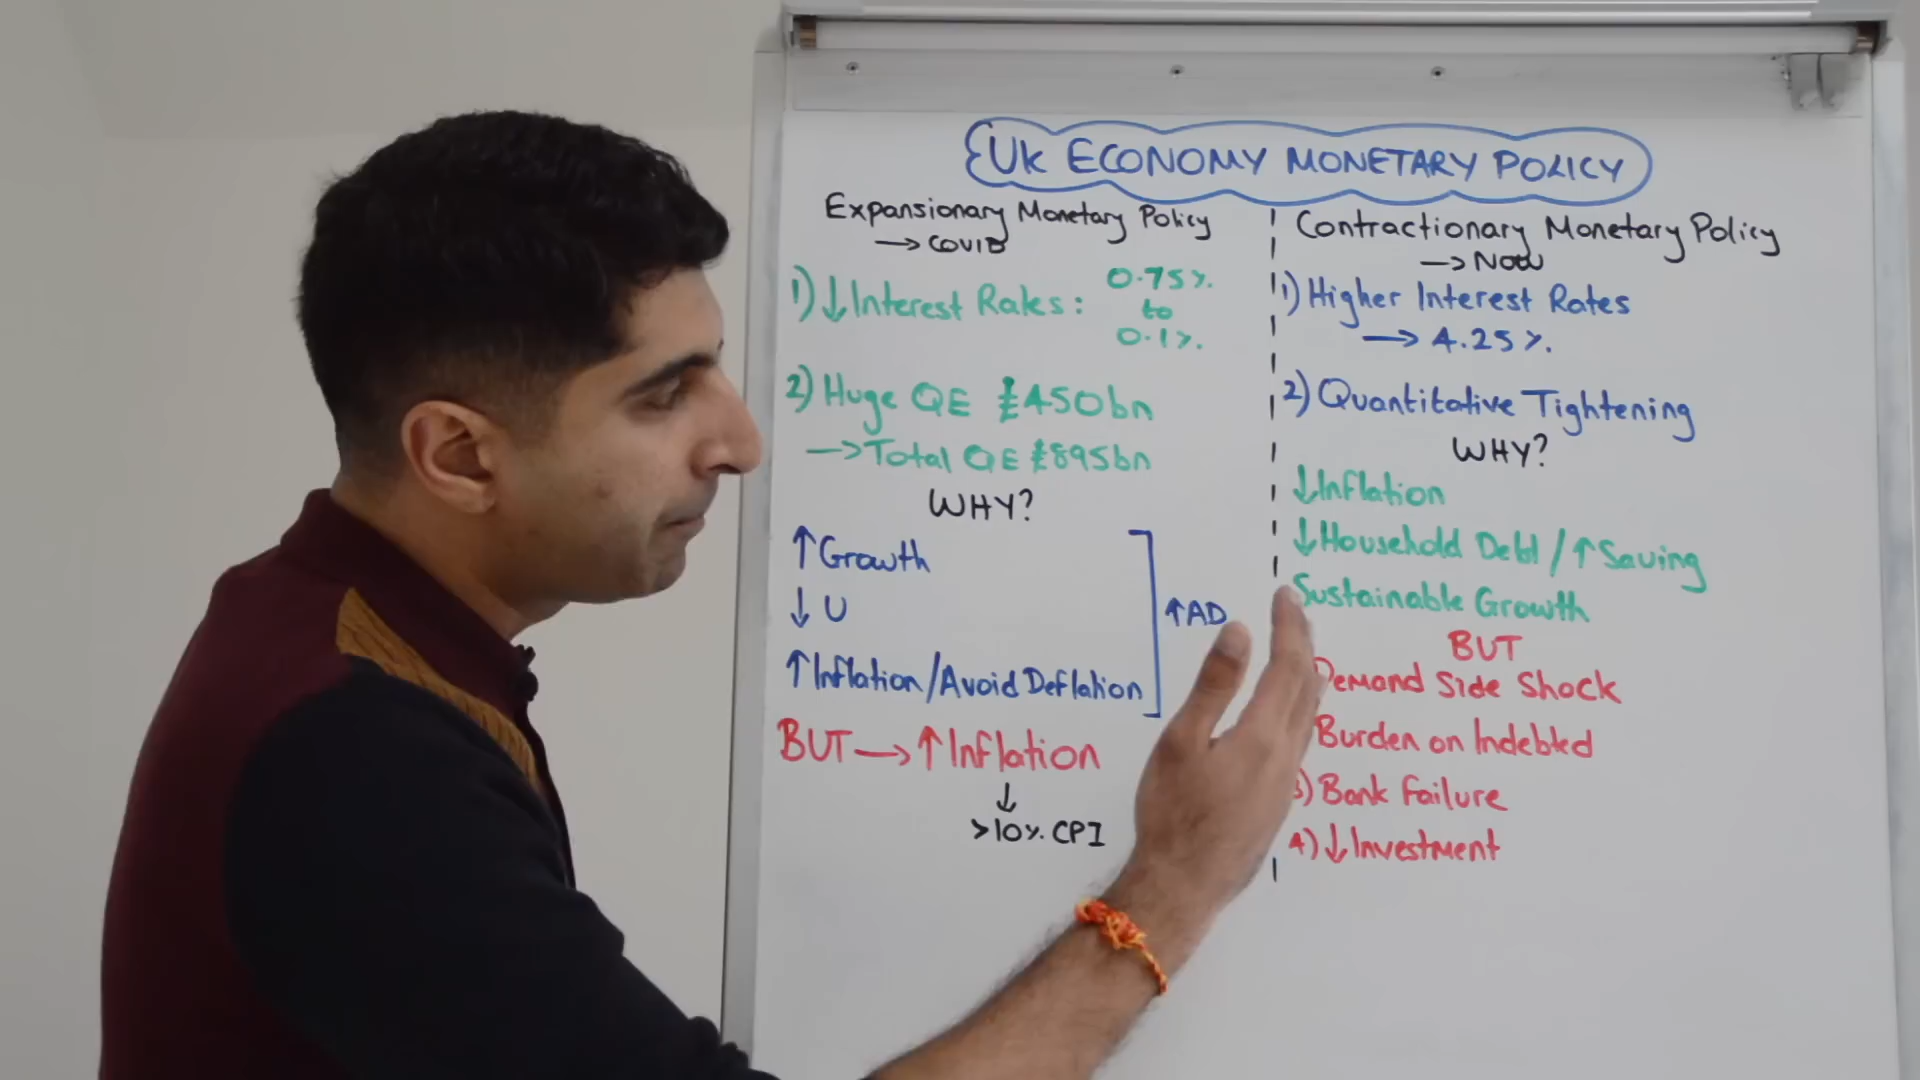 UK ECONOMY MONETARY POLICY
Expansionary Monetary Policy
→ COVID
1) ↓ Interest Rates: 0.75%
to
0.1%
2) Huge QE £450bn
→ Total QE £895bn
WHY?
↑ Growth
↓ U
↑ Inflation/Avoid Deflation
↑ AD
BUT → ↑ Inflation
↓
>10% CPI
Contractionary Monetary Policy
→ Now
1) Higher Interest Rates
→ 4.25%
2) Quantitative Tightening
WHY?
↓ Inflation
↓ Household Debt / ↑ Saving
Sustainable Growth
BUT
Demand Side Shock
Burden on Indebted
3) Bank Failure
4) ↓ Investment